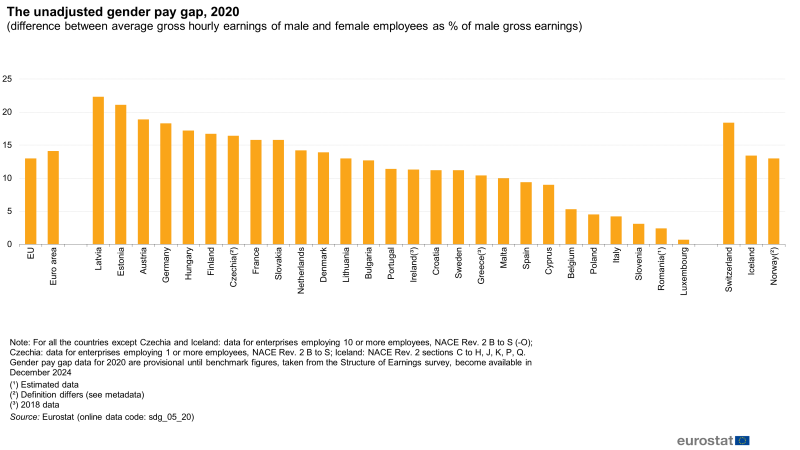 The unadjusted gender pay gap, 2020
(difference between average gross hourly earnings of male and female employees as % of male gross earnings)
25
20
15
10
5
0
EU
Euro area
Latvia
Estonia
Austria
Germany
Hungary
Finland
Czechia(²)
France
Slovakia
Netherlands
Denmark
Lithuania
Bulgaria
Portugal
Ireland(³)
Croatia
Sweden
Greece(³)
Malta
Spain
Cyprus
Belgium
Poland
Italy
Slovenia
Romania(¹)
Luxembourg
Switzerland
Iceland
Norway(²)
Note: For all the countries except Czechia and Iceland: data for enterprises employing 10 or more employees, NACE Rev. 2 B to S (-O);
Czechia: data for enterprises employing 1 or more employees, NACE Rev. 2 B to S; Iceland: NACE Rev. 2 sections C to H, J, K, P, Q.
Gender pay gap data for 2020 are provisional until benchmark figures, taken from the Structure of Earnings survey, become available in
December 2024
(¹) Estimated data
(²) Definition differs (see metadata)
(³) 2018 data
Source: Eurostat (online data code: sdg_05_20)
eurostat